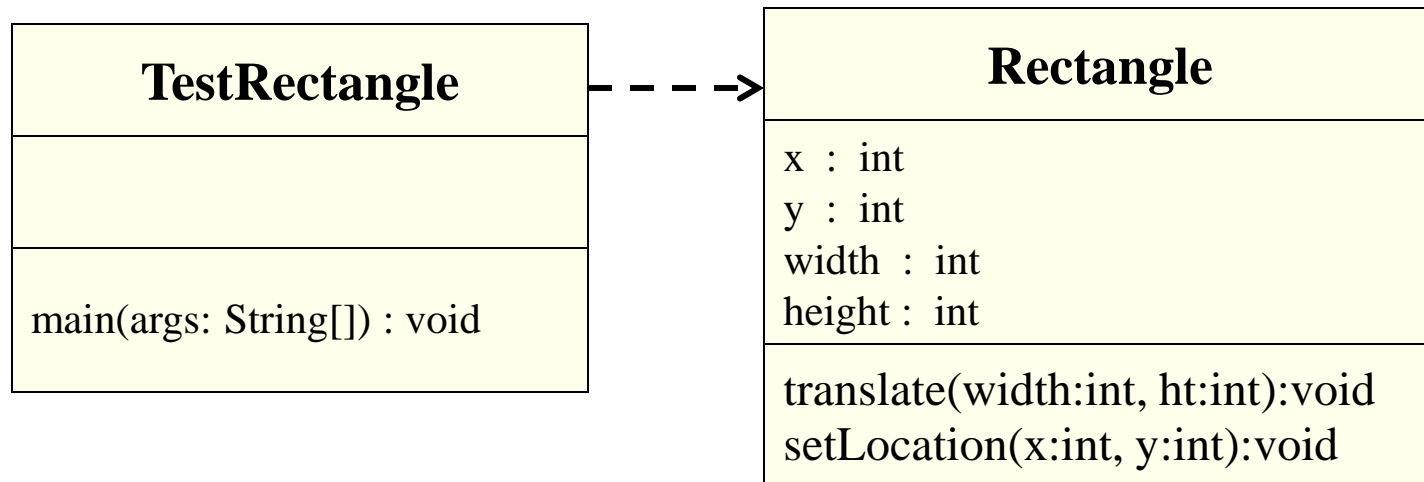 TestRectangle
main(args: String[]) : void
Rectangle
x : int
y : int
width : int
height : int
translate(width:int, ht:int):void
setLocation(x:int, y:int):void